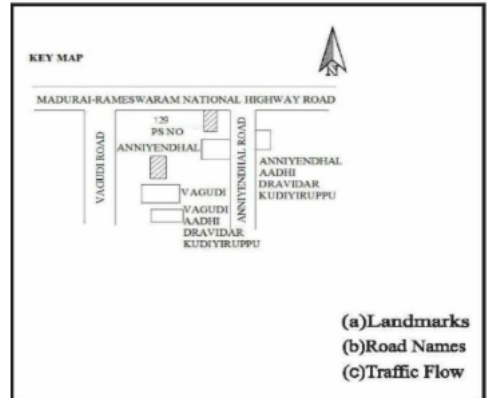 N
KEY MAP
MADURAI-RAMESWARAM NATIONAL HIGHWAY ROAD
129
PS NO
ANNIYENDHAL
VAGUDI ROAD
ANNIYENDHAL ROAD
ANNIYENDHAL
AADHI
DRAVIDAR
KUDIYIRUPPU
VAGUDI
VAGUDI
AADHI
DRAVIDAR
KUDIYIRUPPU
(a)Landmarks
(b)Road Names
(c)Traffic Flow